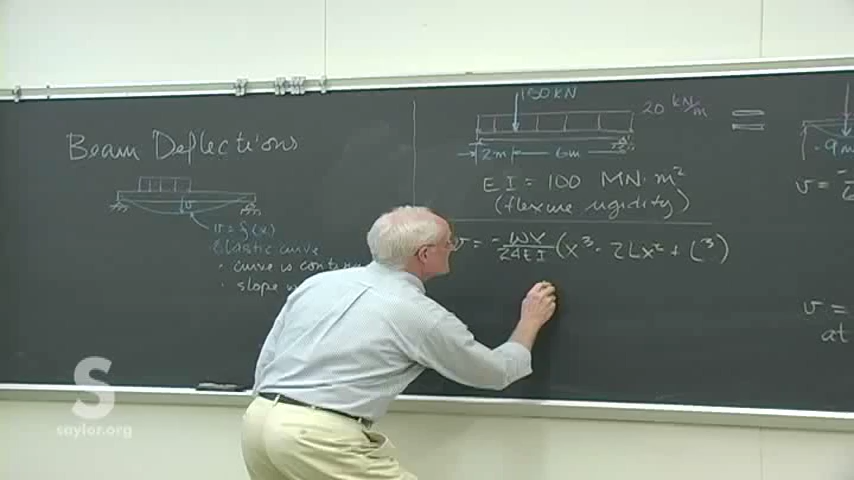 Beam Deflections
v
v = f(x)
Elastic curve
• curve is
• slope
150 kN
20 kN/m
2m
6m
EI = 100 MN·m²
(flexure rigidity)
v = -wx/24EI (x³ - 2Lx² + L³)
=
9m
v = -
v =
at
S
saylor.org